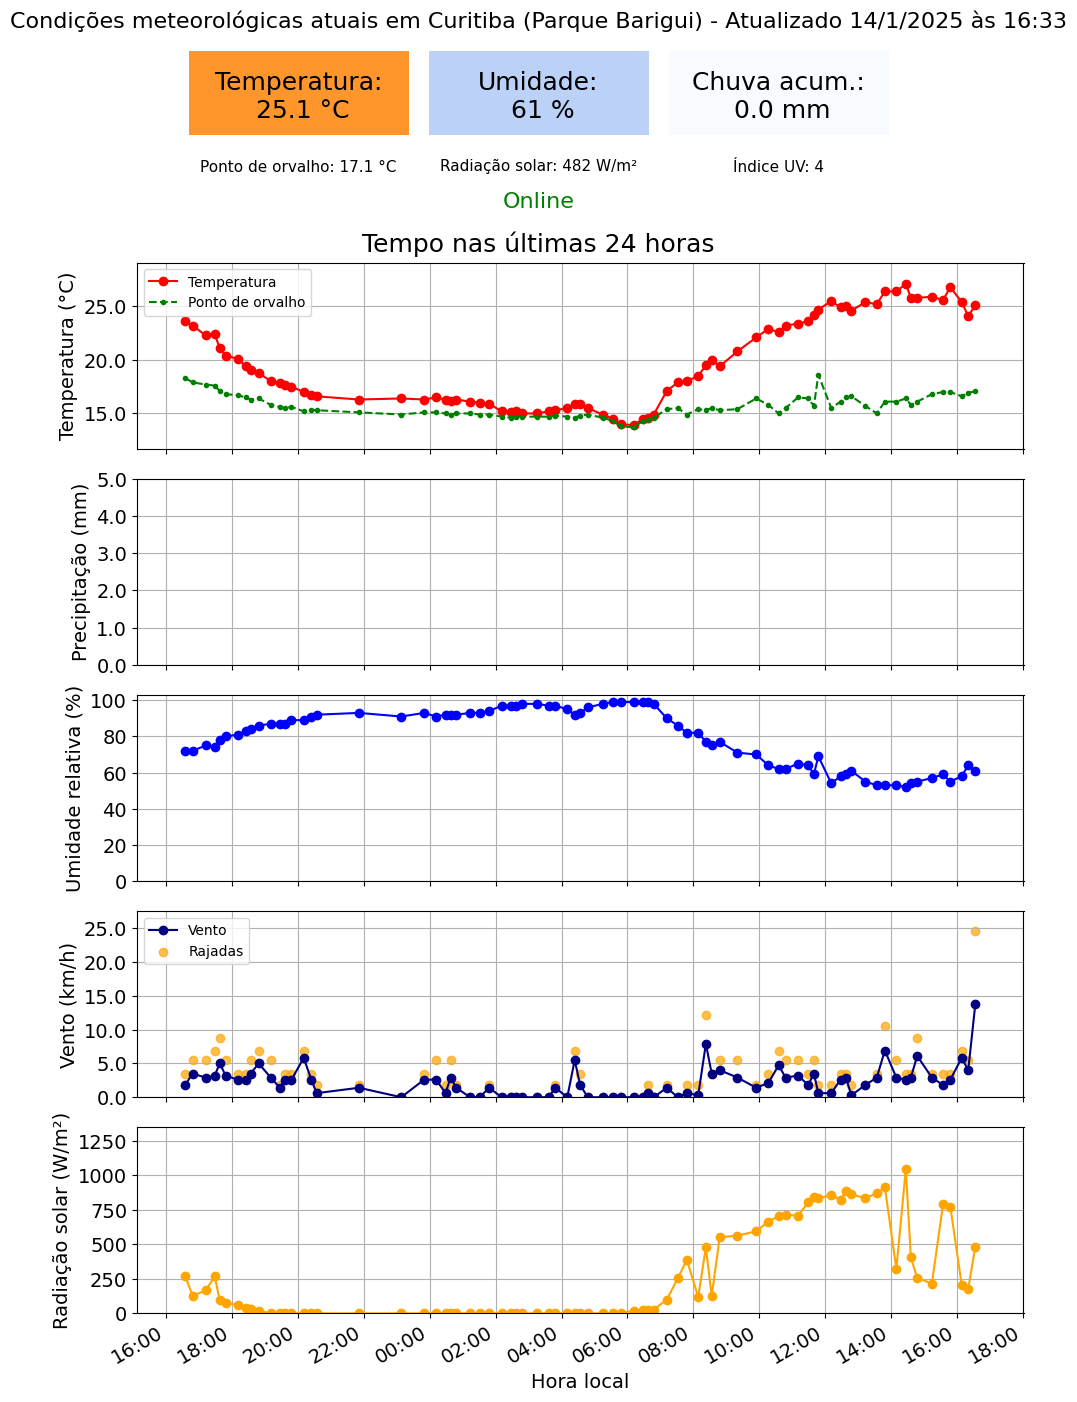 Condições meteorológicas atuais em Curitiba (Parque Barigui) - Atualizado 14/1/2025 às 16:33
Temperatura:
25.1 °C
Umidade:
61 %
Chuva acum.:
0.0 mm
Ponto de orvalho: 17.1 °C
Radiação solar: 482 W/m²
Índice UV: 4
Online
Tempo nas últimas 24 horas
Temperatura (°C)
25.0
20.0
15.0
Temperatura
Ponto de orvalho
Precipitação (mm)
5.0
4.0
3.0
2.0
1.0
0.0
Umidade relativa (%)
100
80
60
40
20
0
Vento (km/h)
25.0
20.0
15.0
10.0
5.0
0.0
Vento
Rajadas
Radiação solar (W/m²)
1250
1000
750
500
250
0
16:00
18:00
20:00
22:00
00:00
02:00
04:00
06:00
08:00
10:00
12:00
14:00
16:00
18:00
Hora local